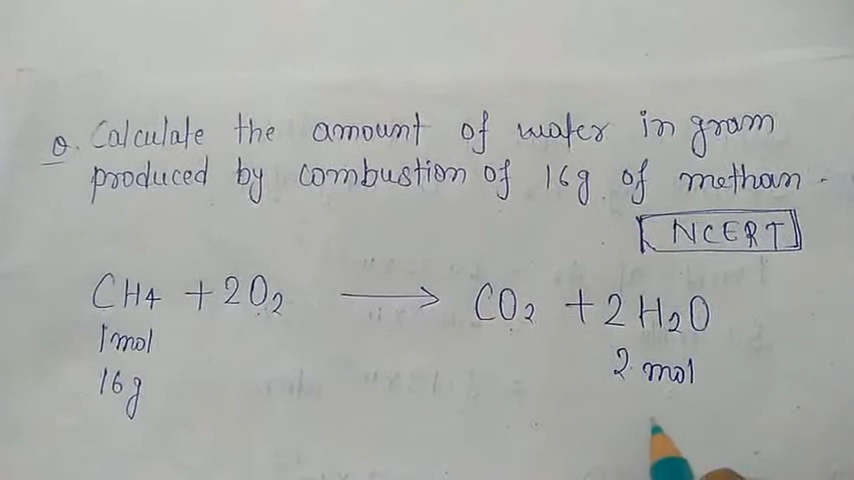 Q. Calculate the amount of water in gram
produced by combustion of 16g of methan.
[NCERT]
CH4 + 2O2 → CO2 + 2H2O
1mol 2 mol
16g